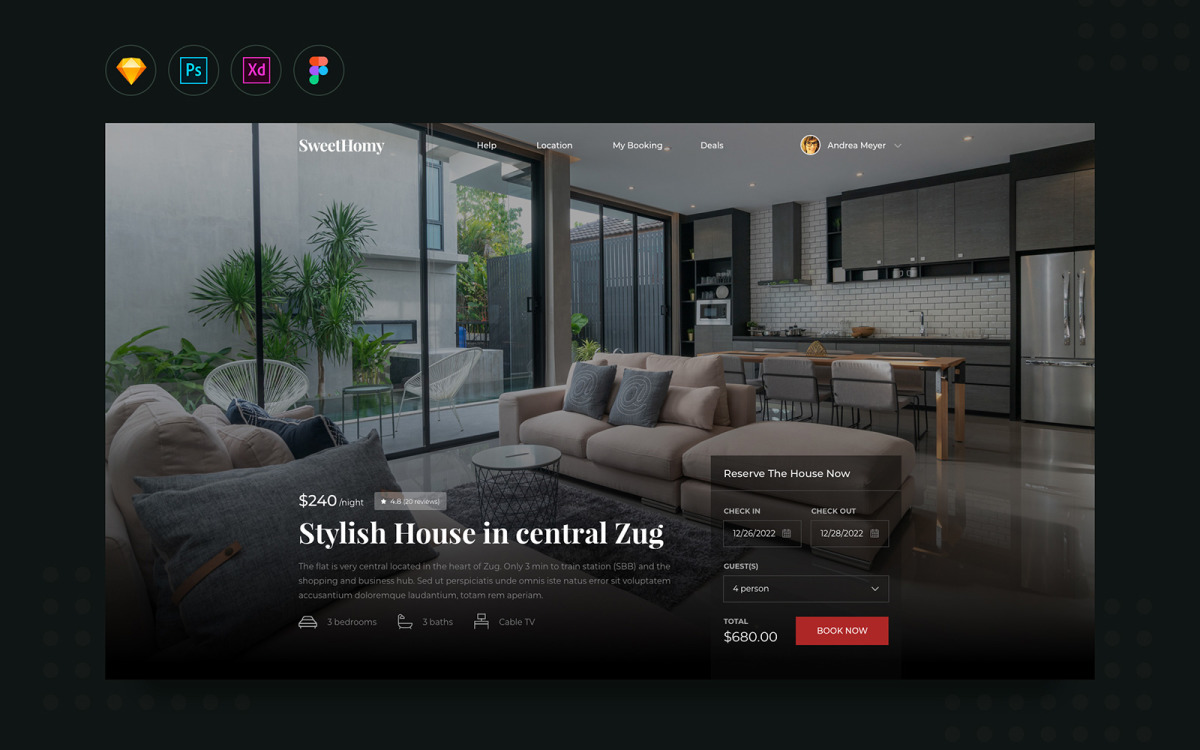 Ps
Xd
SweetHomy
Help
Location
My Booking
Deals
Andrea Meyer
$240 /night
4.8 (20 reviews)
Stylish House in central Zug
The flat is very central located in the heart of Zug. Only 3 min to train station (SBB) and the
shopping and business hub. Sed ut perspiciatis unde omnis iste natus error sit voluptatem
accusantium doloremque laudantium, totam rem aperiam.
3 bedrooms
3 baths
Cable TV
Reserve The House Now
CHECK IN
CHECK OUT
12/26/2022
12/28/2022
GUEST(S)
4 person
TOTAL
$680.00
BOOK NOW